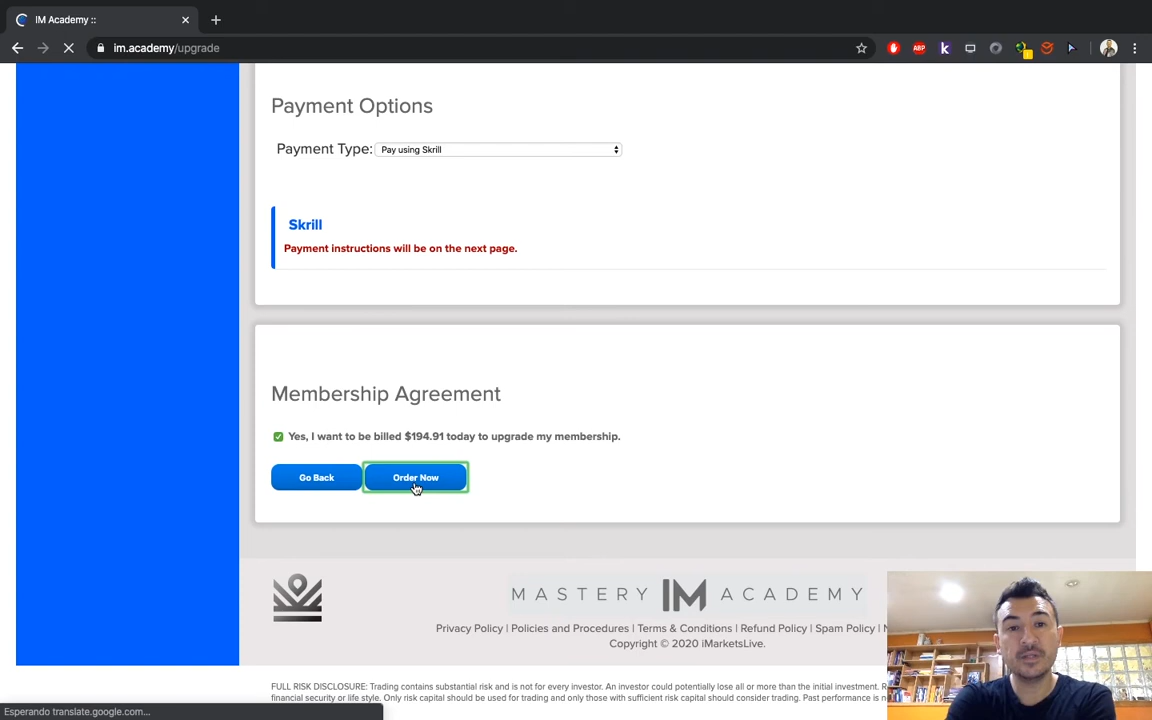 IM Academy ::
im.academy/upgrade
ABP
k
Payment Options
Payment Type: Pay using Skrill
Skrill
Payment instructions will be on the next page.
Membership Agreement
Yes, I want to be billed $194.91 today to upgrade my membership.
Go Back
Order Now
MASTERY IM ACADEMY
Privacy Policy | Policies and Procedures | Terms & Conditions | Refund Policy | Spam Policy |
Copyright © 2020 iMarketsLive.
FULL RISK DISCLOSURE: Trading contains substantial risk and is not for every investor. An investor could potentially lose all or more than the initial investment.
financial security or life style. Only risk capital should be used for trading and only those with sufficient risk capital should consider trading. Past performance is
Esperando translate.google.com...